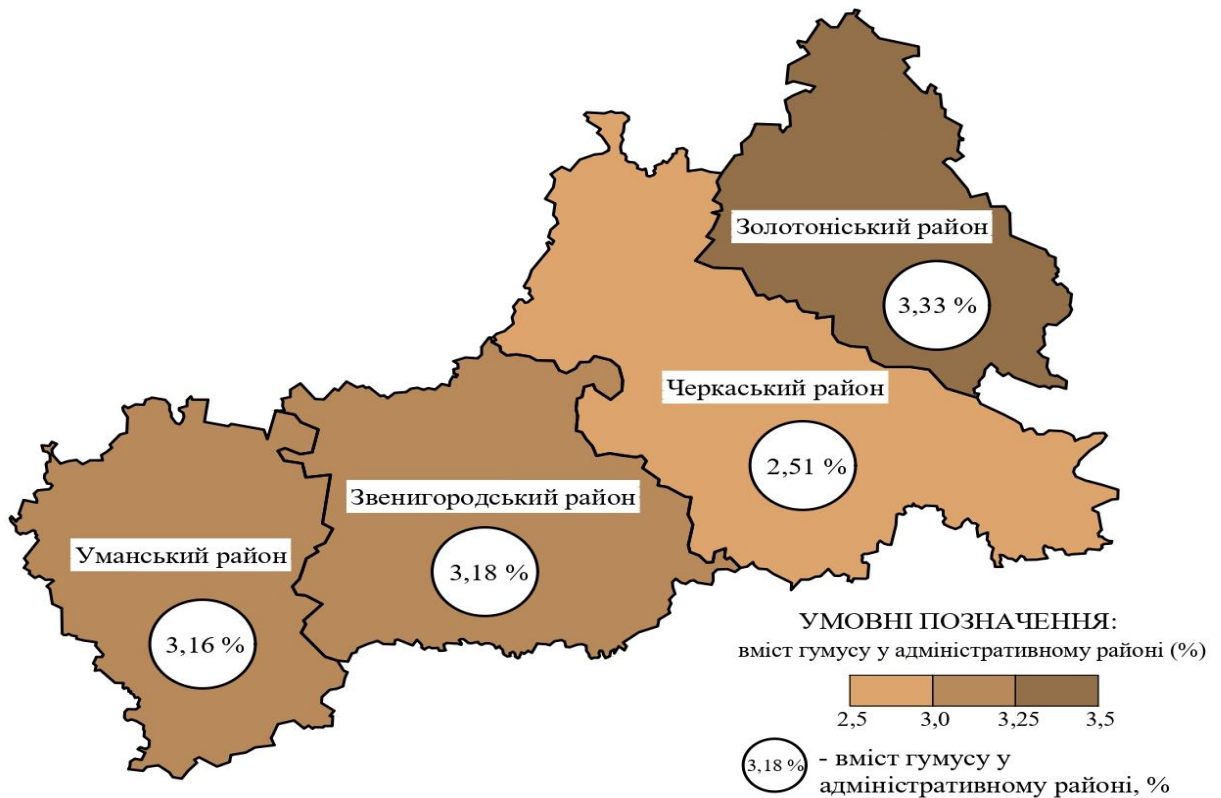 Золотоніський район
3,33 %
Черкаський район
2,51 %
Звенигородський район
3,18 %
Уманський район
3,16 %
УМОВНІ ПОЗНАЧЕННЯ:
вміст гумусу у адміністративному районі (%)
2,5 3,0 3,25 3,5
3,18 % - вміст гумусу у
адміністративному районі, %